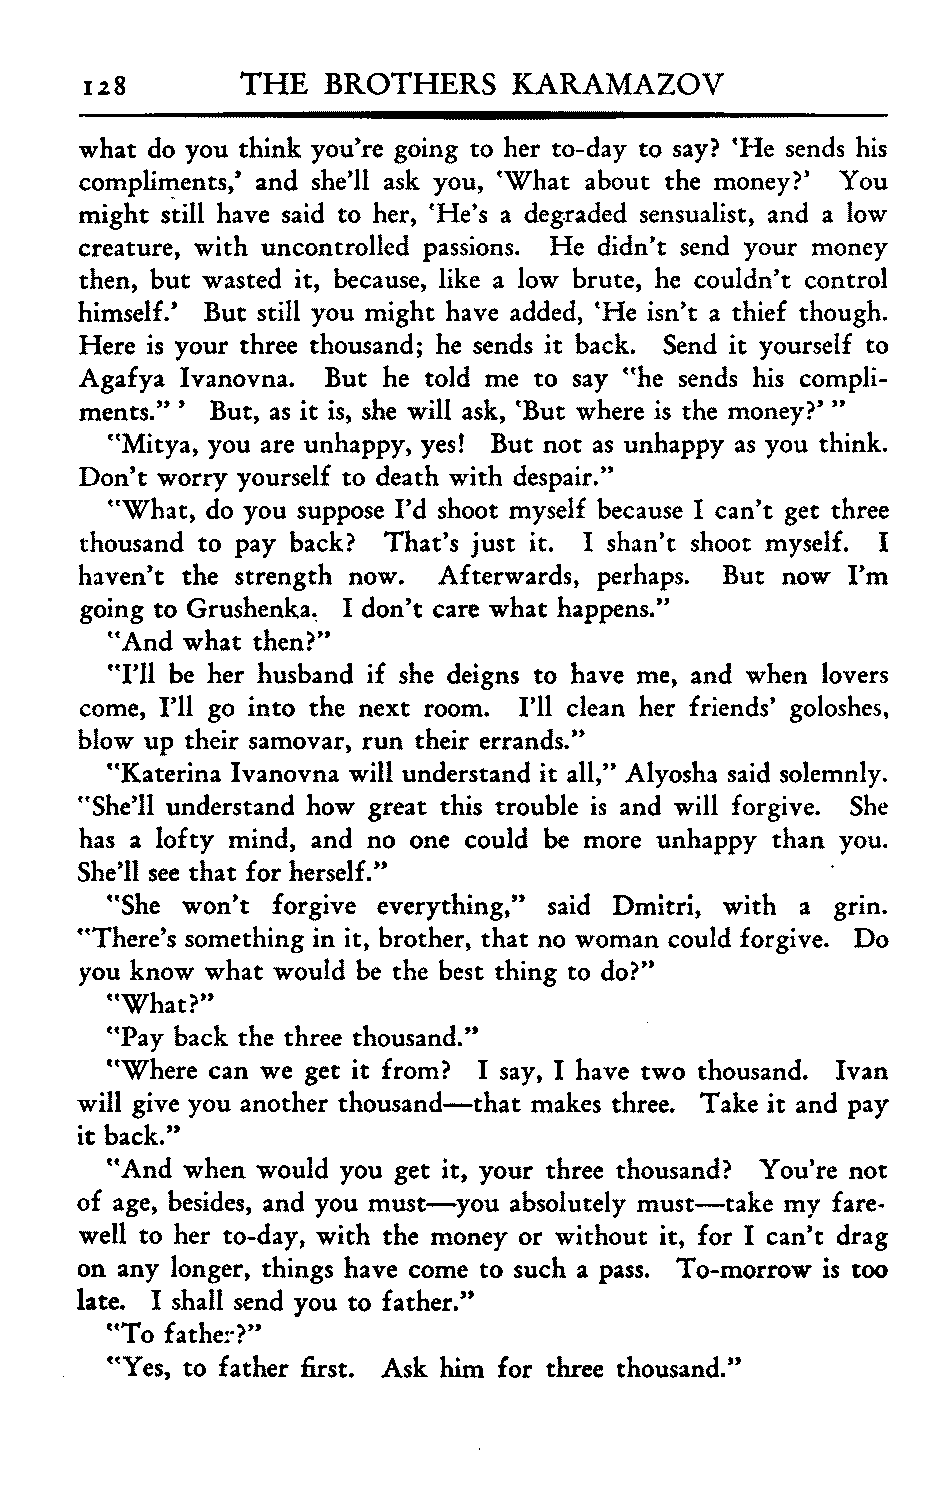 128 THE BROTHERS KARAMAZOV
what do you think you're going to her to-day to say? 'He sends his
compliments,' and she'll ask you, 'What about the money?' You
might still have said to her, 'He's a degraded sensualist, and a low
creature, with uncontrolled passions. He didn't send your money
then, but wasted it, because, like a low brute, he couldn't control
himself.' But still you might have added, 'He isn't a thief though.
Here is your three thousand; he sends it back. Send it yourself to
Agafya Ivanovna. But he told me to say "he sends his compli-
ments." ' But, as it is, she will ask, 'But where is the money?' "
"Mitya, you are unhappy, yes! But not as unhappy as you think.
Don't worry yourself to death with despair."
"What, do you suppose I'd shoot myself because I can't get three
thousand to pay back? That's just it. I shan't shoot myself. I
haven't the strength now. Afterwards, perhaps. But now I'm
going to Grushenka. I don't care what happens."
"And what then?"
"I'll be her husband if she deigns to have me, and when lovers
come, I'll go into the next room. I'll clean her friends' goloshes,
blow up their samovar, run their errands."
"Katerina Ivanovna will understand it all," Alyosha said solemnly.
"She'll understand how great this trouble is and will forgive. She
has a lofty mind, and no one could be more unhappy than you.
She'll see that for herself."
"She won't forgive everything," said Dmitri, with a grin.
"There's something in it, brother, that no woman could forgive. Do
you know what would be the best thing to do?"
"What?"
"Pay back the three thousand."
"Where can we get it from? I say, I have two thousand. Ivan
will give you another thousand—that makes three. Take it and pay
it back."
"And when would you get it, your three thousand? You're not
of age, besides, and you must—you absolutely must—take my fare-
well to her to-day, with the money or without it, for I can't drag
on any longer, things have come to such a pass. To-morrow is too
late. I shall send you to father."
"To father?"
"Yes, to father first. Ask him for three thousand."